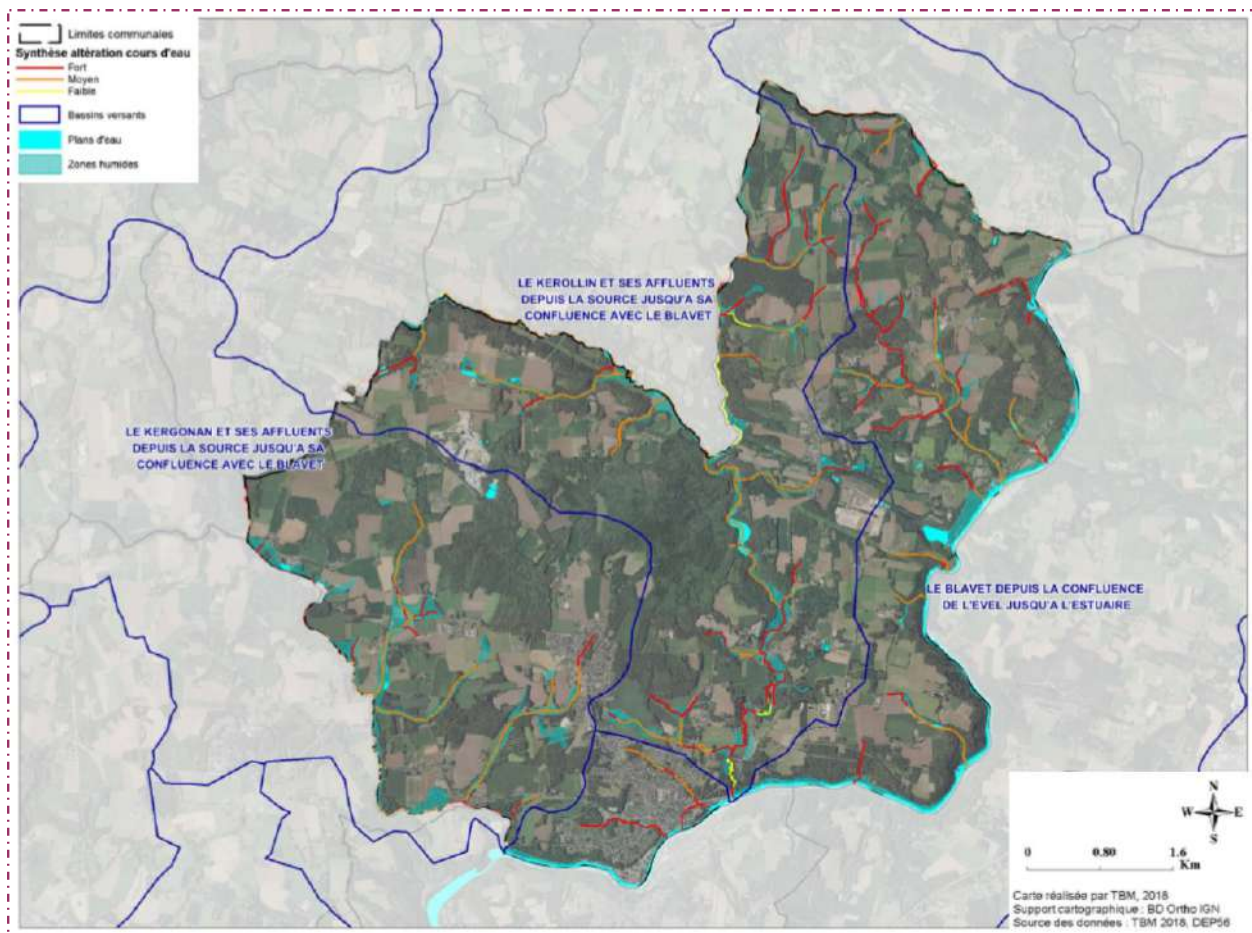 Limites communales
Synthèse altération cours d'eau
Fort
Moyen
Faible
Bassins versants
Plans d'eau
Zones humides
LE KEROLLIN ET SES AFFLUENTS
DEPUIS LA SOURCE JUSQU'A SA
CONFLUENCE AVEC LE BLAVET
LE KERGONAN ET SES AFFLUENTS
DEPUIS LA SOURCE JUSQU'A SA
CONFLUENCE AVEC LE BLAVET
LE BLAVET DEPUIS LA CONFLUENCE
DE L'EVEL JUSQU'A L'ESTUAIRE
N
W E
S
0 0.80 1.6
Km
Carte réalisée par TBM, 2018
Support cartographique : BD Ortho IGN
Source des données : TBM 2018, DEP56